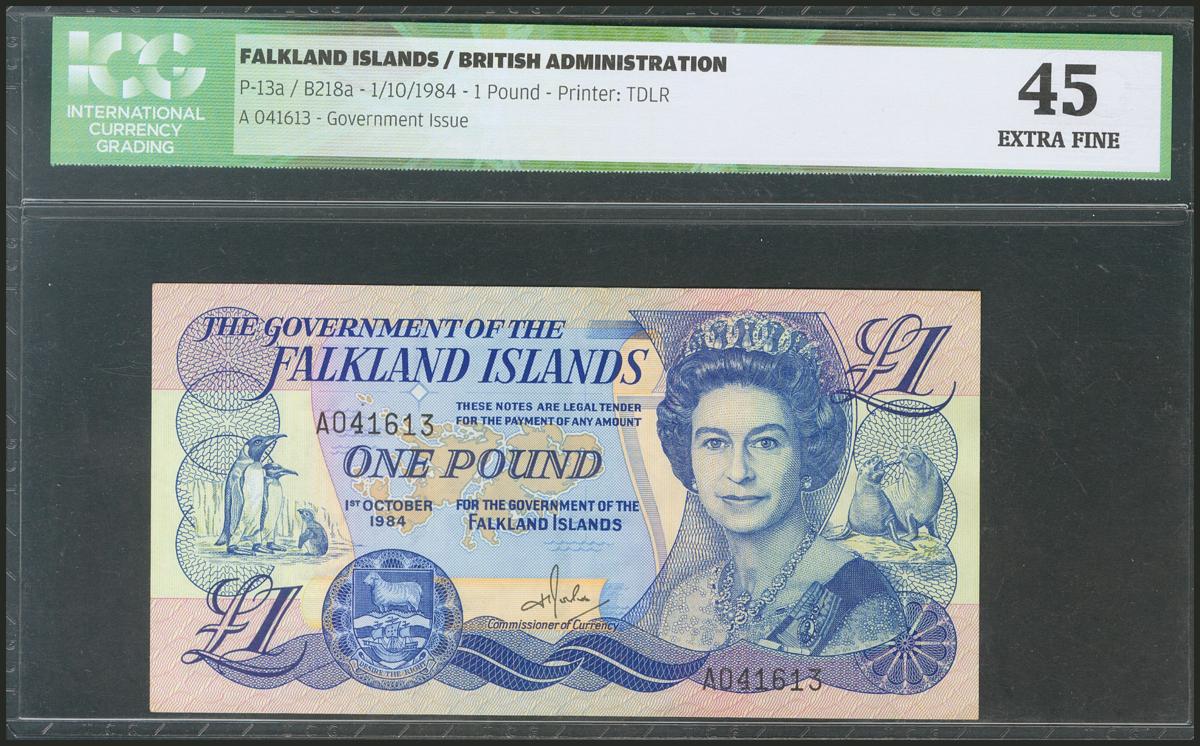 ICG
INTERNATIONAL
CURRENCY
GRADING
FALKLAND ISLANDS / BRITISH ADMINISTRATION
P-13a / B218a - 1/10/1984 - 1 Pound - Printer: TDLR
A 041613 - Government Issue
45
EXTRA FINE
THE GOVERNMENT OF THE
FALKLAND ISLANDS
£1
THESE NOTES ARE LEGAL TENDER
FOR THE PAYMENT OF ANY AMOUNT
A041613
ONE POUND
1ST OCTOBER
1984
FOR THE GOVERNMENT OF THE
FALKLAND ISLANDS
£1
Commissioner of Currency
DESIRE THE RIGHT
A041613